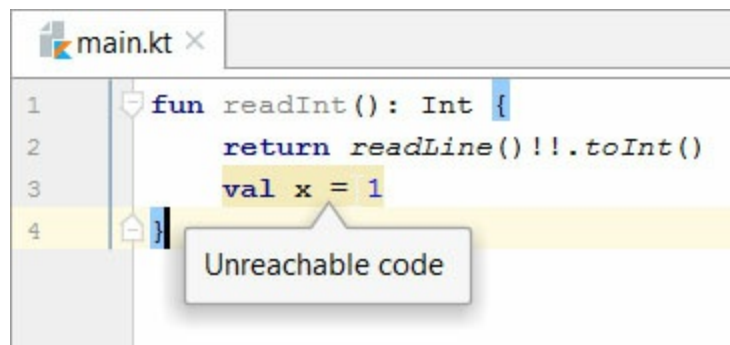 main.kt
1 fun readInt(): Int {
2 return readLine()!!.toInt()
3 val x = 1
4 }
Unreachable code